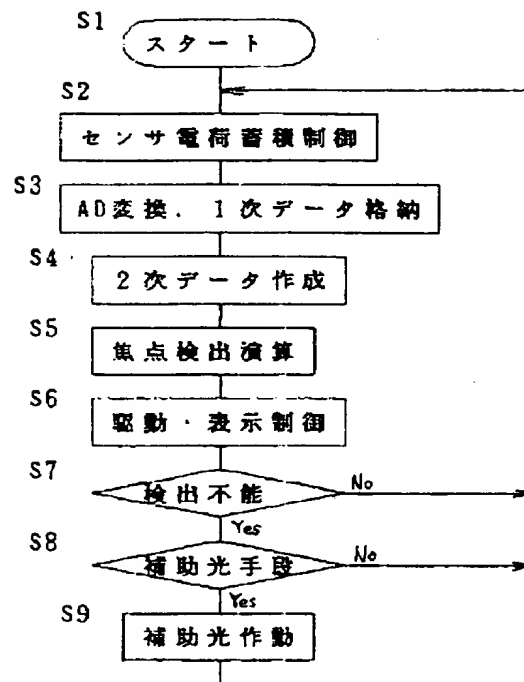 S1
スタート
S2
センサ電荷蓄積制御
S3
AD変換.1次データ格納
S4
2次データ作成
S5
焦点検出演算
S6
駆動・表示制御
S7
検出不能
No
Yes
S8
補助光手段
No
Yes
S9
補助光作動